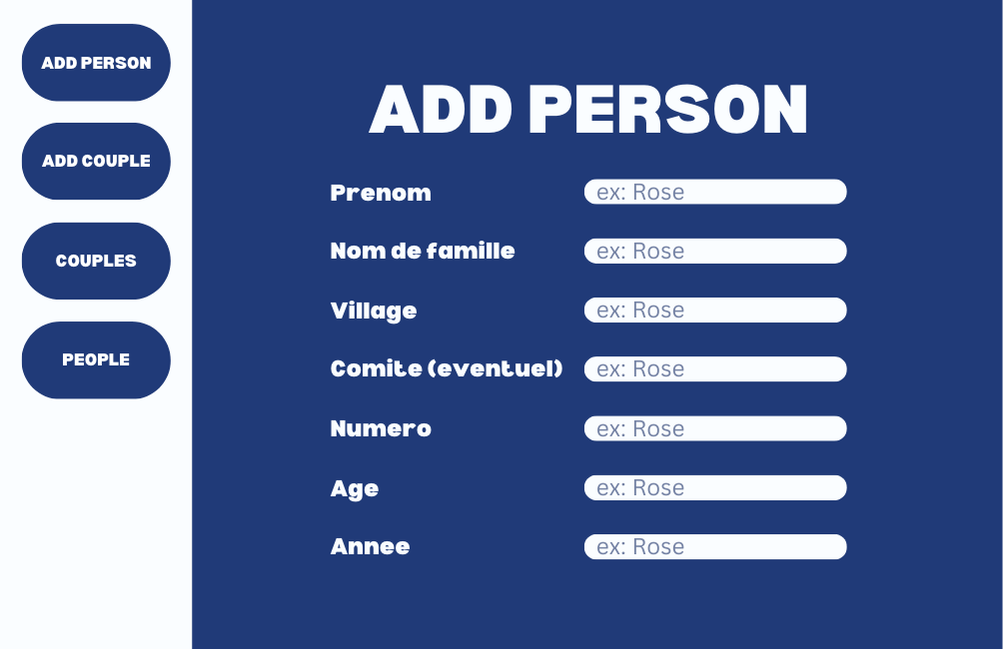 ADD PERSON
ADD COUPLE
COUPLES
PEOPLE
ADD PERSON
Prenom ex: Rose
Nom de famille ex: Rose
Village ex: Rose
Comite (eventuel) ex: Rose
Numero ex: Rose
Age ex: Rose
Annee ex: Rose